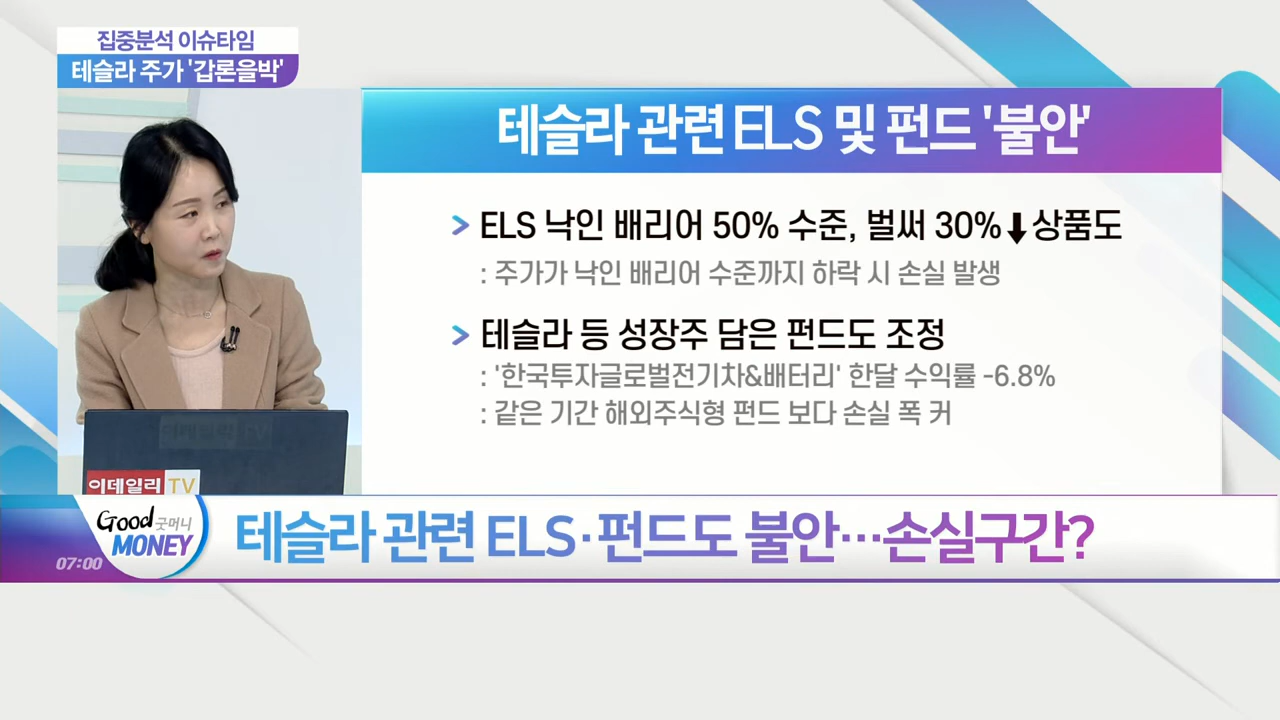 집중분석 이슈타임
테슬라 주가 '갑론을박'
테슬라 관련 ELS 및 펀드 '불안'
> ELS 낙인 배리어 50% 수준, 벌써 30%⬇상품도
: 주가가 낙인 배리어 수준까지 하락 시 손실 발생
> 테슬라 등 성장주 담은 펀드도 조정
: '한국투자글로벌전기차&배터리' 한달 수익률 -6.8%
: 같은 기간 해외주식형 펀드 보다 손실 폭 커
이데일리 TV
이데일리 TV
Good 굿머니
MONEY
07:00
테슬라 관련 ELS·펀드도 불안…손실구간?